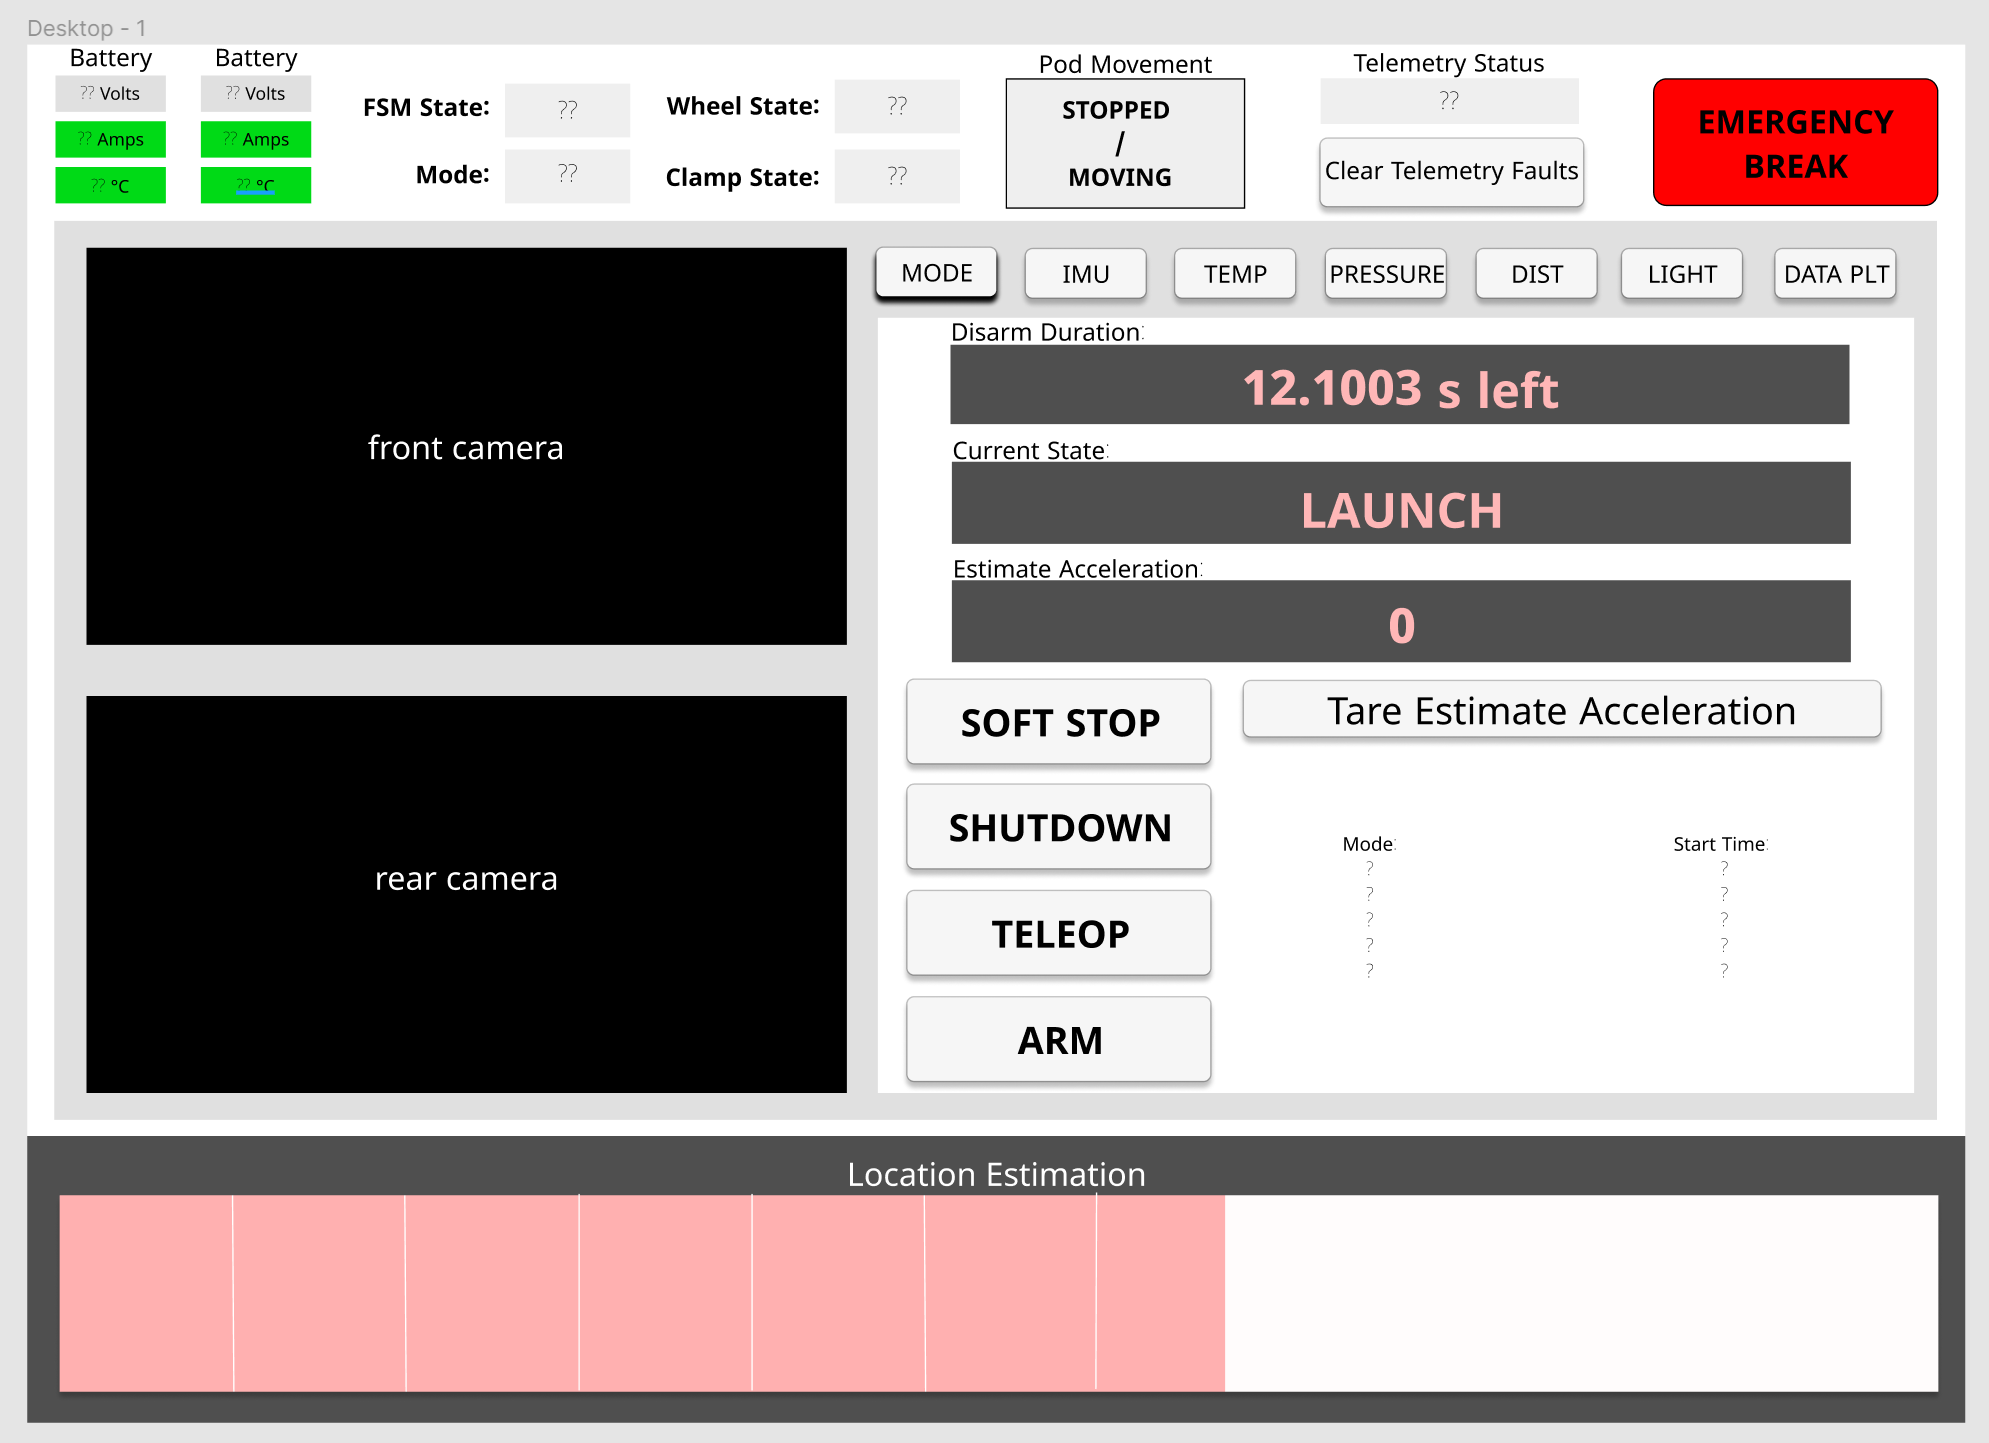 Desktop - 1
Battery
?? Volts
?? Amps
?? °C
Battery
?? Volts
?? Amps
?? °C
FSM State: ??
Mode: ??
Wheel State: ??
Clamp State: ??
Pod Movement
STOPPED
/
MOVING
Telemetry Status
??
Clear Telemetry Faults
EMERGENCY
BREAK
front camera
rear camera
MODE
IMU
TEMP
PRESSURE
DIST
LIGHT
DATA PLT
Disarm Duration:
12.1003 s left
Current State:
LAUNCH
Estimate Acceleration:
0
SOFT STOP
SHUTDOWN
TELEOP
ARM
Tare Estimate Acceleration
Mode:
?
?
?
?
?
Start Time:
?
?
?
?
?
Location Estimation